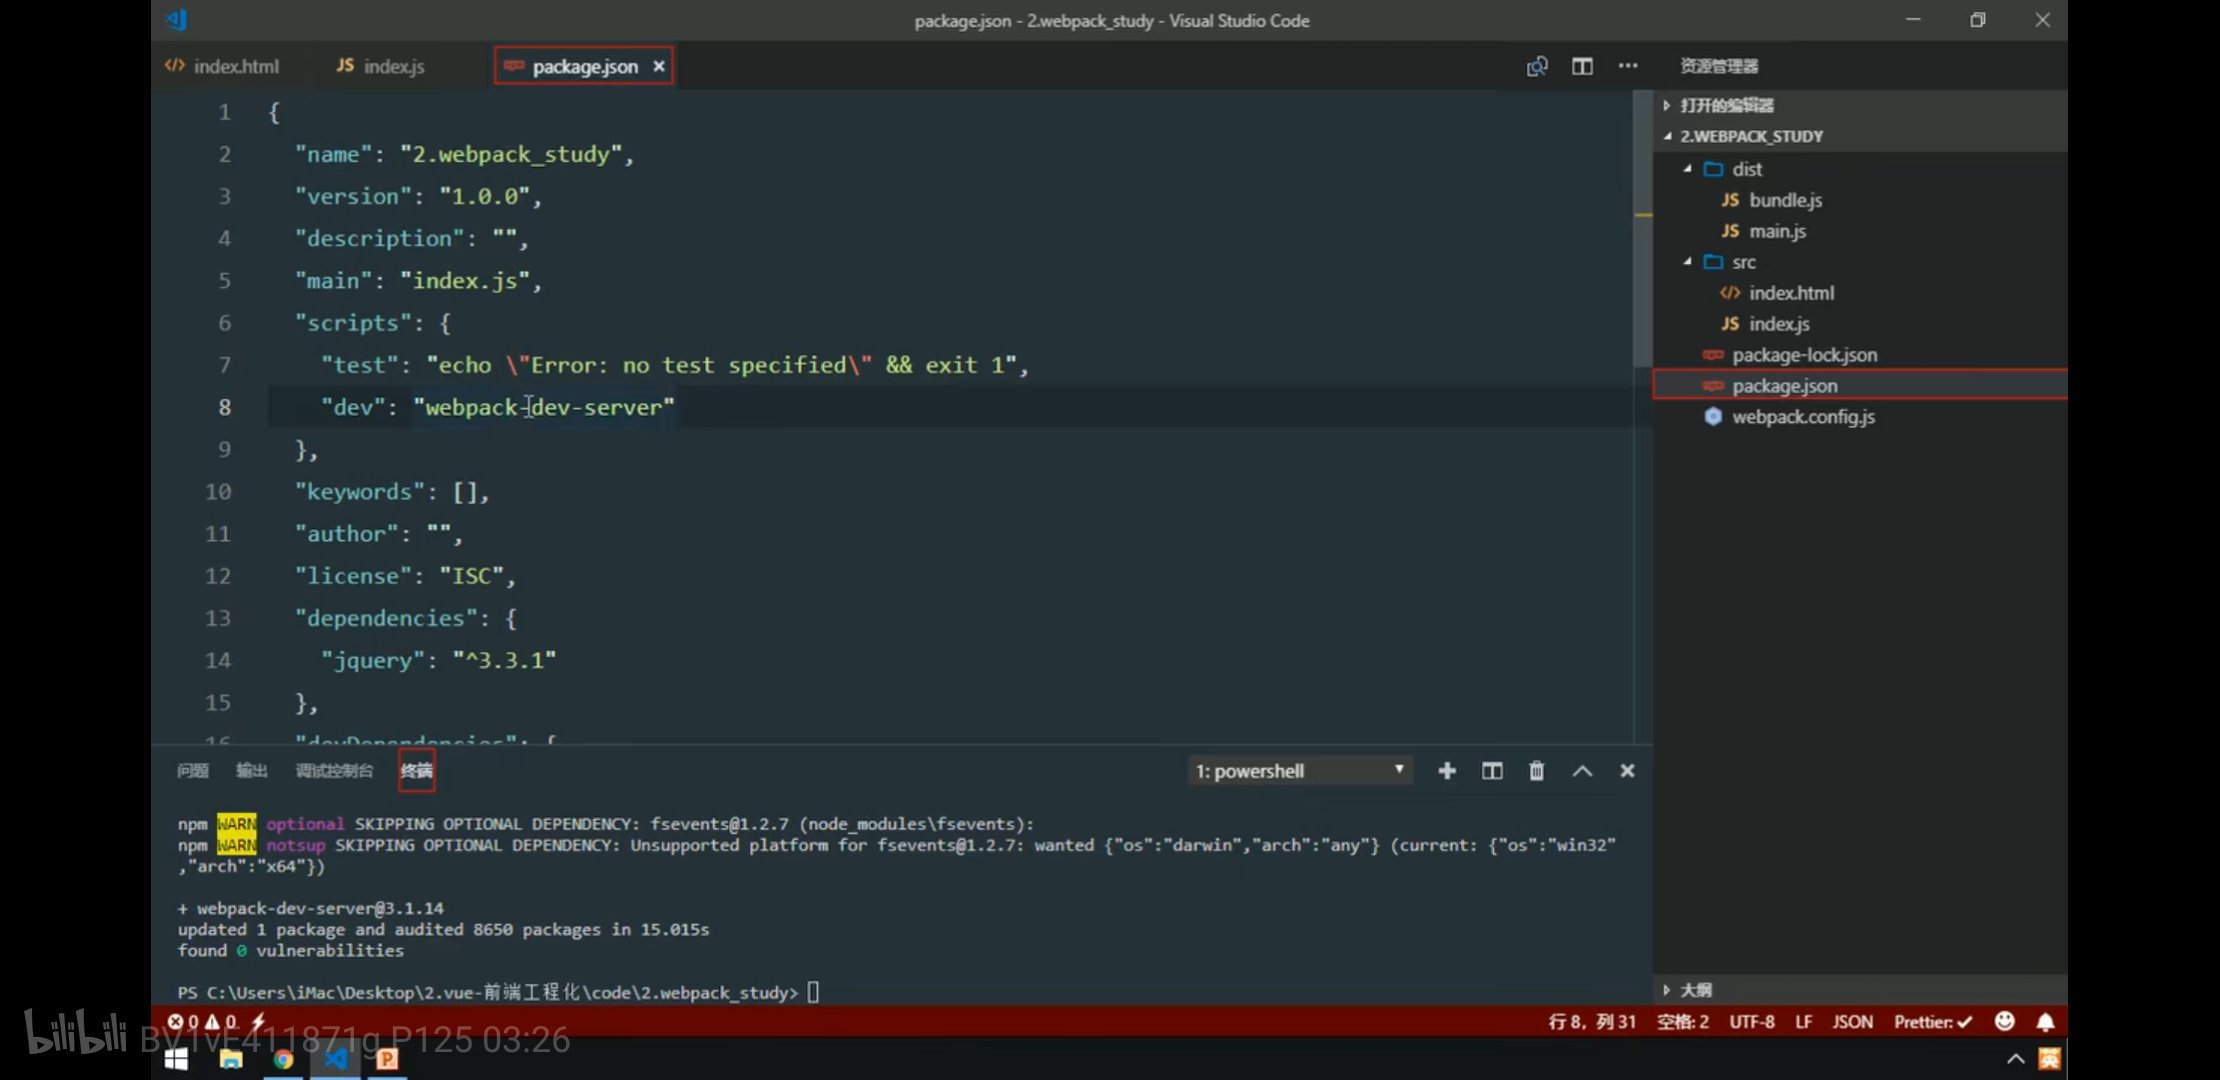 package.json - 2.webpack_study - Visual Studio Code
index.html
JS index.js
package.json
资源管理器
打开的编辑器
2.WEBPACK_STUDY
dist
JS bundle.js
JS main.js
src
index.html
JS index.js
package-lock.json
package.json
webpack.config.js
大纲
1 {
2 "name": "2.webpack_study",
3 "version": "1.0.0",
4 "description": "",
5 "main": "index.js",
6 "scripts": {
7 "test": "echo \"Error: no test specified\" && exit 1",
8 "dev": "webpack-dev-server"
9 },
10 "keywords": [],
11 "author": "",
12 "license": "ISC",
13 "dependencies": {
14 "jquery": "^3.3.1"
15 },
16 "devDependencies": {
问题 输出 调试控制台 终端
1: powershell
npm WARN optional SKIPPING OPTIONAL DEPENDENCY: fsevents@1.2.7 (node_modules\fsevents):
npm WARN notsup SKIPPING OPTIONAL DEPENDENCY: Unsupported platform for fsevents@1.2.7: wanted {"os":"darwin","arch":"any"} (current: {"os":"win32"
,"arch":"x64"})
+ webpack-dev-server@3.1.14
updated 1 package and audited 8650 packages in 15.015s
found 0 vulnerabilities
PS C:\Users\iMac\Desktop\2.vue-前端工程化\code\2.webpack_study>
0 0
行 8，列 31 空格: 2 UTF-8 LF JSON Prettier: ✓
bilibili BV1vE411871g P125 03:26
英